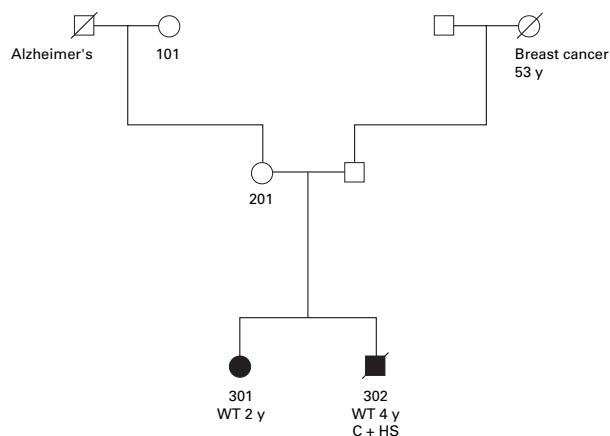 Alzheimer's
101
Breast cancer
53 y
201
301
WT 2 y
302
WT 4 y
C + HS